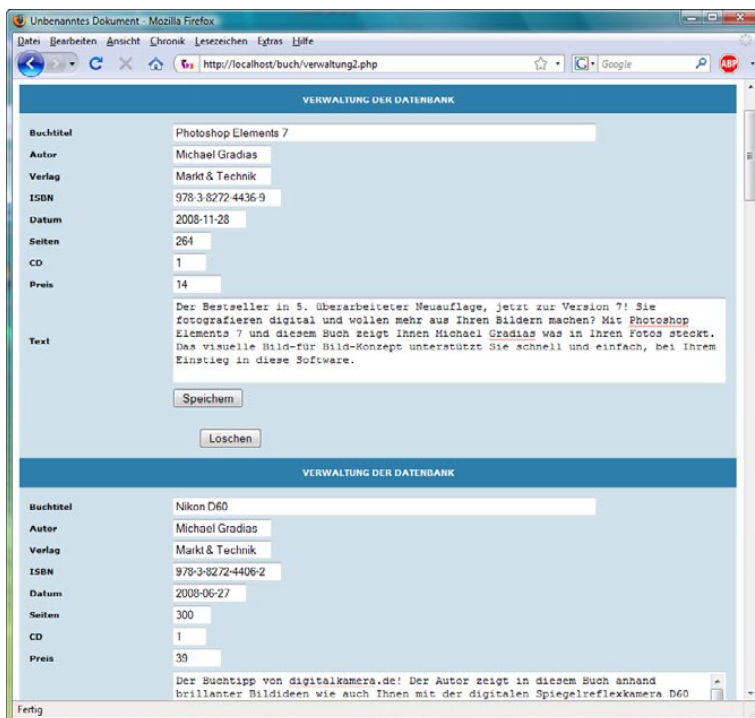 Unbenanntes Dokument - Mozilla Firefox
Datei Bearbeiten Ansicht Chronik Lesezeichen Extras Hilfe
http://localhost/buch/verwaltung2.php Google ABP
VERWALTUNG DER DATENBANK
Buchtitel Photoshop Elements 7
Autor Michael Gradias
Verlag Markt & Technik
ISBN 978-3-8272-4436-9
Datum 2008-11-28
Seiten 264
CD 1
Preis 14
Der Bestseller in 5. überarbeiteter Neuauflage, jetzt zur Version 7! Sie
fotografieren digital und wollen mehr aus Ihren Bildern machen? Mit Photoshop
Elements 7 und diesem Buch zeigt Ihnen Michael Gradias was in Ihren Fotos steckt.
Text Das visuelle Bild-für Bild-Konzept unterstützt Sie schnell und einfach, bei Ihrem
Einstieg in diese Software.
Speichern
Löschen
VERWALTUNG DER DATENBANK
Buchtitel Nikon D60
Autor Michael Gradias
Verlag Markt & Technik
ISBN 978-3-8272-4406-2
Datum 2008-06-27
Seiten 300
CD 1
Preis 39
Der Buchtipp von digitalkamera.de! Der Autor zeigt in diesem Buch anhand
brillanter Bildideen wie auch Ihnen mit der digitalen Spiegelreflexkamera D60
Fertig